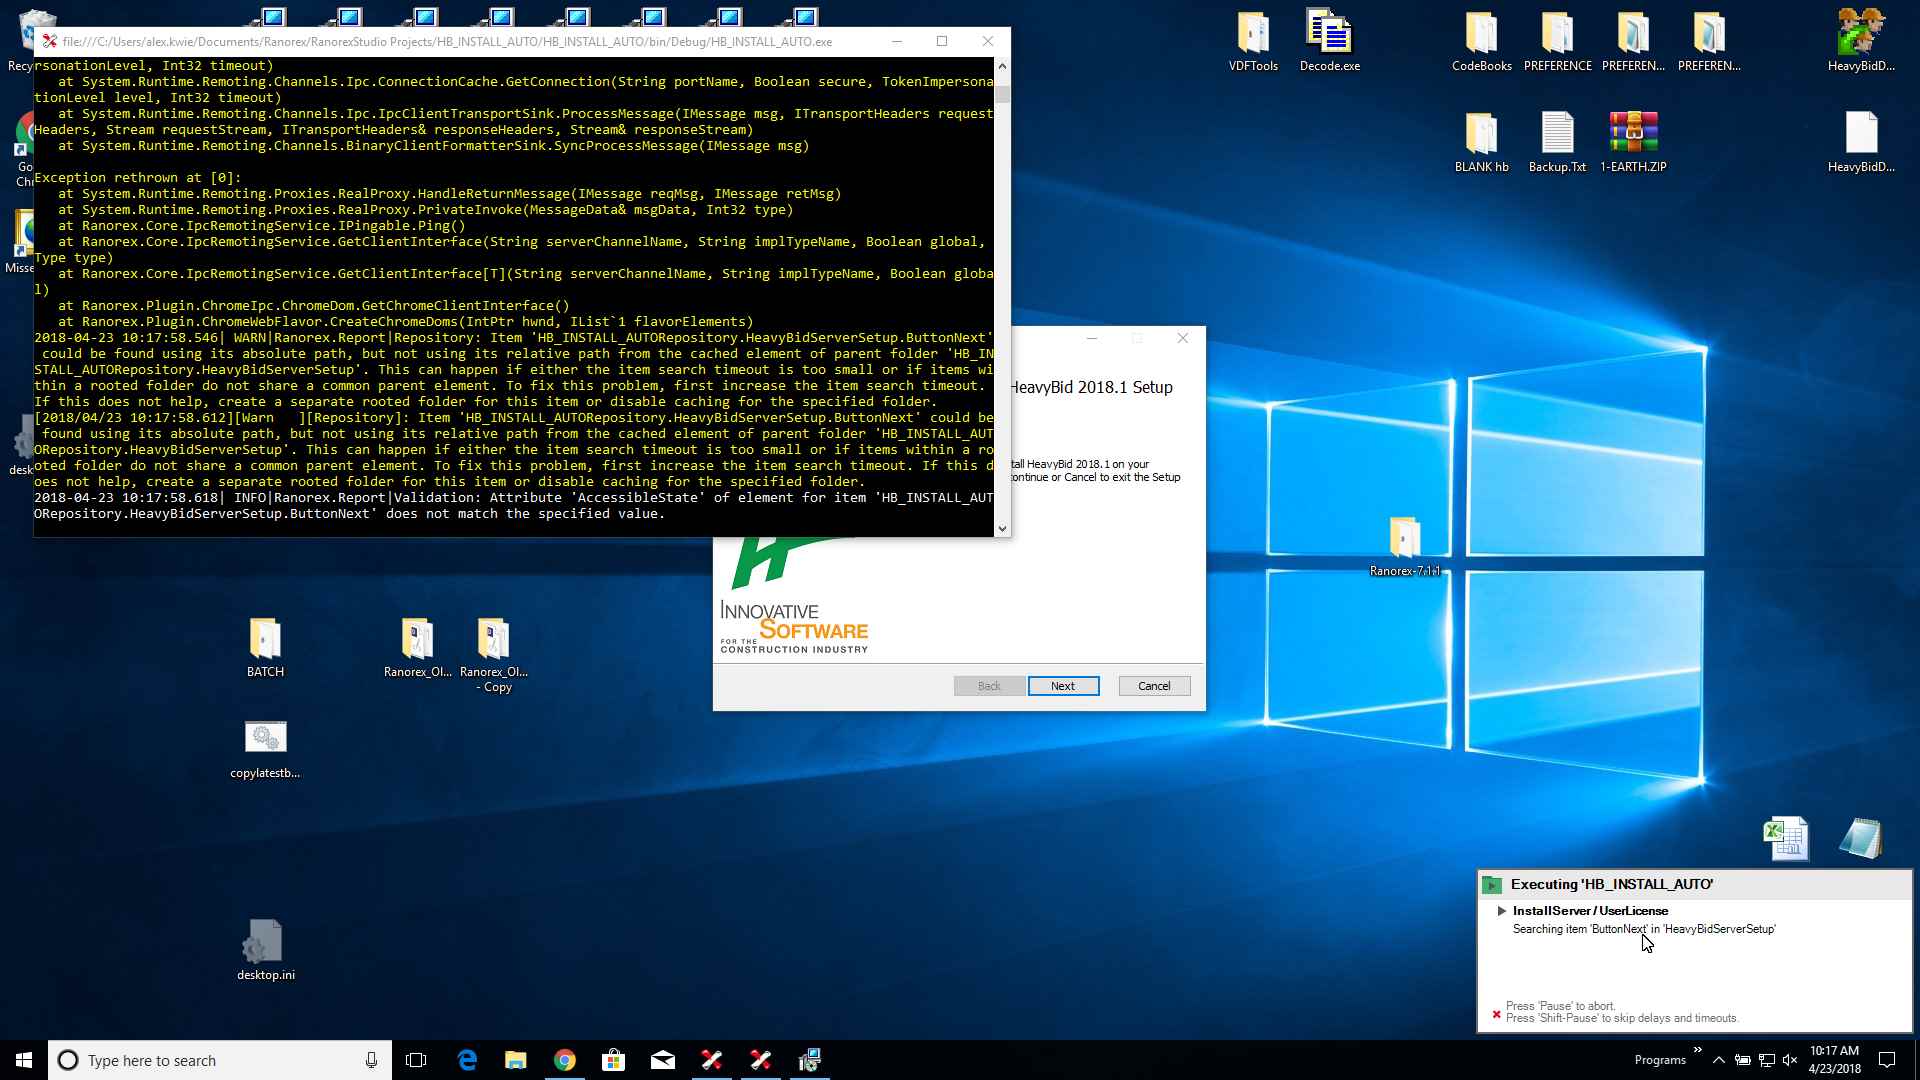 file:///C:/Users/alex.kwie/Documents/Ranorex/RanorexStudio Projects/HB_INSTALL_AUTO/HB_INSTALL_AUTO/bin/Debug/HB_INSTALL_AUTO.exe
rsonationLevel, Int32 timeout)
at System.Runtime.Remoting.Channels.Ipc.ConnectionCache.GetConnection(String portName, Boolean secure, TokenImpersona
tionLevel level, Int32 timeout)
at System.Runtime.Remoting.Channels.Ipc.IpcClientTransportSink.ProcessMessage(IMessage msg, ITransportHeaders request
Headers, Stream requestStream, ITransportHeaders& responseHeaders, Stream& responseStream)
at System.Runtime.Remoting.Channels.BinaryClientFormatterSink.SyncProcessMessage(IMessage msg)
Exception rethrown at [0]:
at System.Runtime.Remoting.Proxies.RealProxy.HandleReturnMessage(IMessage reqMsg, IMessage retMsg)
at System.Runtime.Remoting.Proxies.RealProxy.PrivateInvoke(MessageData& msgData, Int32 type)
at Ranorex.Core.IpcRemotingService.IPingable.Ping()
at Ranorex.Core.IpcRemotingService.GetClientInterface(String serverChannelName, String implTypeName, Boolean global,
Type type)
at Ranorex.Core.IpcRemotingService.GetClientInterface[T](String serverChannelName, String implTypeName, Boolean globa
l)
at Ranorex.Plugin.ChromeIpc.ChromeDom.GetChromeClientInterface()
at Ranorex.Plugin.ChromeWebFlavor.CreateChromeDoms(IntPtr hwnd, IList`1 flavorElements)
2018-04-23 10:17:58.546| WARN|Ranorex.Report|Repository: Item 'HB_INSTALL_AUTORepository.HeavyBidServerSetup.ButtonNext'
could be found using its absolute path, but not using its relative path from the cached element of parent folder 'HB_IN
STALL_AUTORepository.HeavyBidServerSetup'. This can happen if either the item search timeout is too small or if items wi
thin a rooted folder do not share a common parent element. To fix this problem, first increase the item search timeout.
If this does not help, create a separate rooted folder for this item or disable caching for the specified folder.
[2018/04/23 10:17:58.612][Warn   ][Repository]: Item 'HB_INSTALL_AUTORepository.HeavyBidServerSetup.ButtonNext' could be
found using its absolute path, but not using its relative path from the cached element of parent folder 'HB_INSTALL_AUT
ORepository.HeavyBidServerSetup'. This can happen if either the item search timeout is too small or if items within a ro
oted folder do not share a common parent element. To fix this problem, first increase the item search timeout. If this d
oes not help, create a separate rooted folder for this item or disable caching for the specified folder.
2018-04-23 10:17:58.618| INFO|Ranorex.Report|Validation: Attribute 'AccessibleState' of element for item 'HB_INSTALL_AUT
ORepository.HeavyBidServerSetup.ButtonNext' does not match the specified value.
Recy
Go
Chr
Misse
desk
VDFTools
Decode.exe
CodeBooks
PREFERENCE
PREFEREN...
PREFEREN...
HeavyBidD...
BLANK hb
Backup.Txt
1-EARTH.ZIP
HeavyBidD...
HeavyBid 2018.1 Setup
tall HeavyBid 2018.1 on your
continue or Cancel to exit the Setup
INNOVATIVE
SOFTWARE
FOR THE
CONSTRUCTION INDUSTRY
Back
Next
Cancel
Ranorex-7.1.1
BATCH
Ranorex_Ol...
Ranorex_Ol...
- Copy
copylatestb...
desktop.ini
Executing 'HB_INSTALL_AUTO'
InstallServer / UserLicense
Searching item 'ButtonNext' in 'HeavyBidServerSetup'
Press 'Pause' to abort.
Press 'Shift-Pause' to skip delays and timeouts.
Type here to search
Programs
10:17 AM
4/23/2018